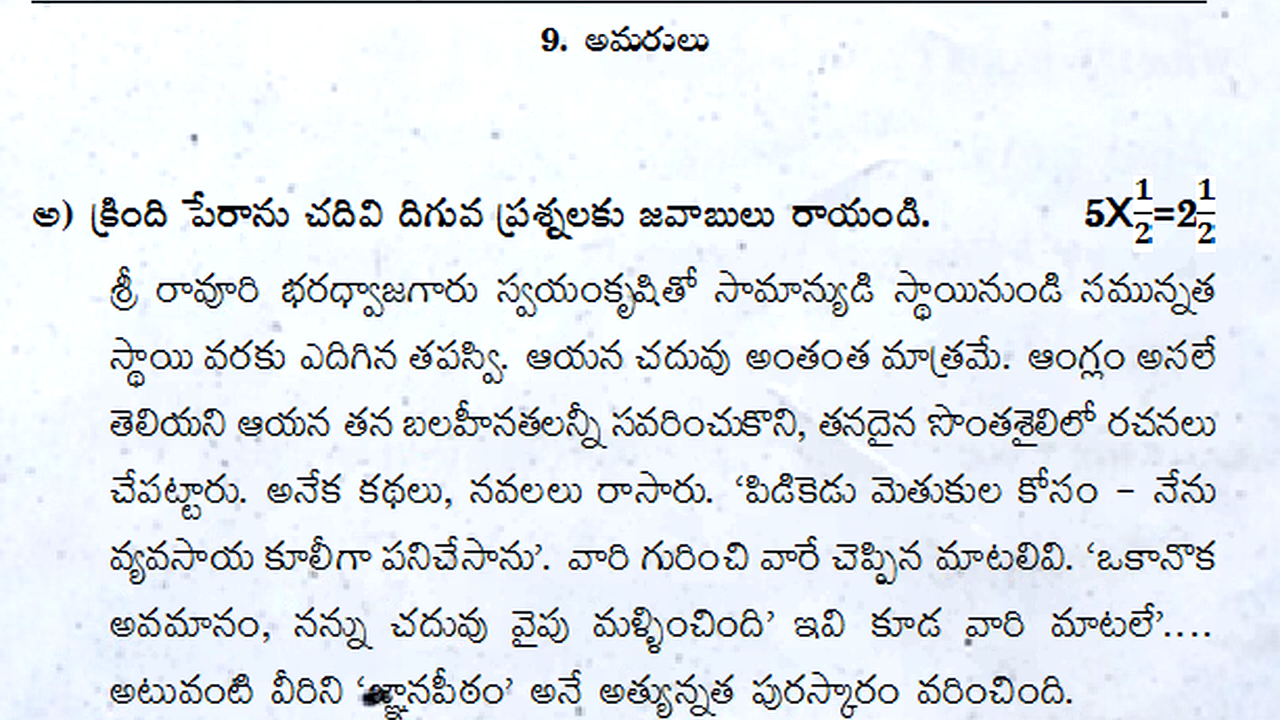 9. అమరులు
అ) క్రింది పేరాను చదివి దిగువ ప్రశ్నలకు జవాబులు రాయండి. 5X1/2=2 1/2
శ్రీ రావూరి భరద్వాజగారు స్వయంకృషితో సామాన్యుడి స్థాయినుండి సమున్నత
స్థాయి వరకు ఎదిగిన తపస్వి. ఆయన చదువు అంతంత మాత్రమే. ఆంగ్లం అసలే
తెలియని ఆయన తన బలహీనతలన్నీ సవరించుకొని, తనదైన సొంతశైలిలో రచనలు
చేపట్టారు. అనేక కథలు, నవలలు రాసారు. ‘పిడికెడు మెతుకుల కోసం – నేను
వ్యవసాయ కూలీగా పనిచేసాను’. వారి గురించి వారే చెప్పిన మాటలివి. ‘ఒకానొక
అవమానం, నన్ను చదువు వైపు మళ్ళించింది’ ఇవి కూడ వారి మాటలే’....
అటువంటి వీరిని ‘జ్ఞానపీఠం’ అనే అత్యున్నత పురస్కారం వరించింది.